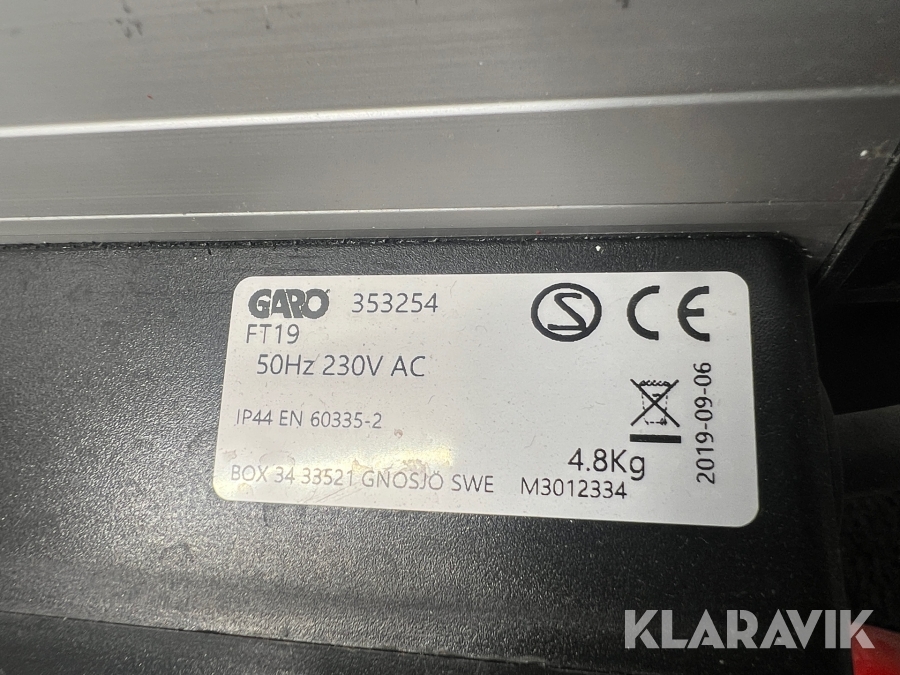 GARO 353254
FT19
50Hz 230V AC
IP44 EN 60335-2
4.8Kg
BOX 34 33521 GNOSJÖ SWE M3012334
S CE
2019-09-06
KLARAVIK